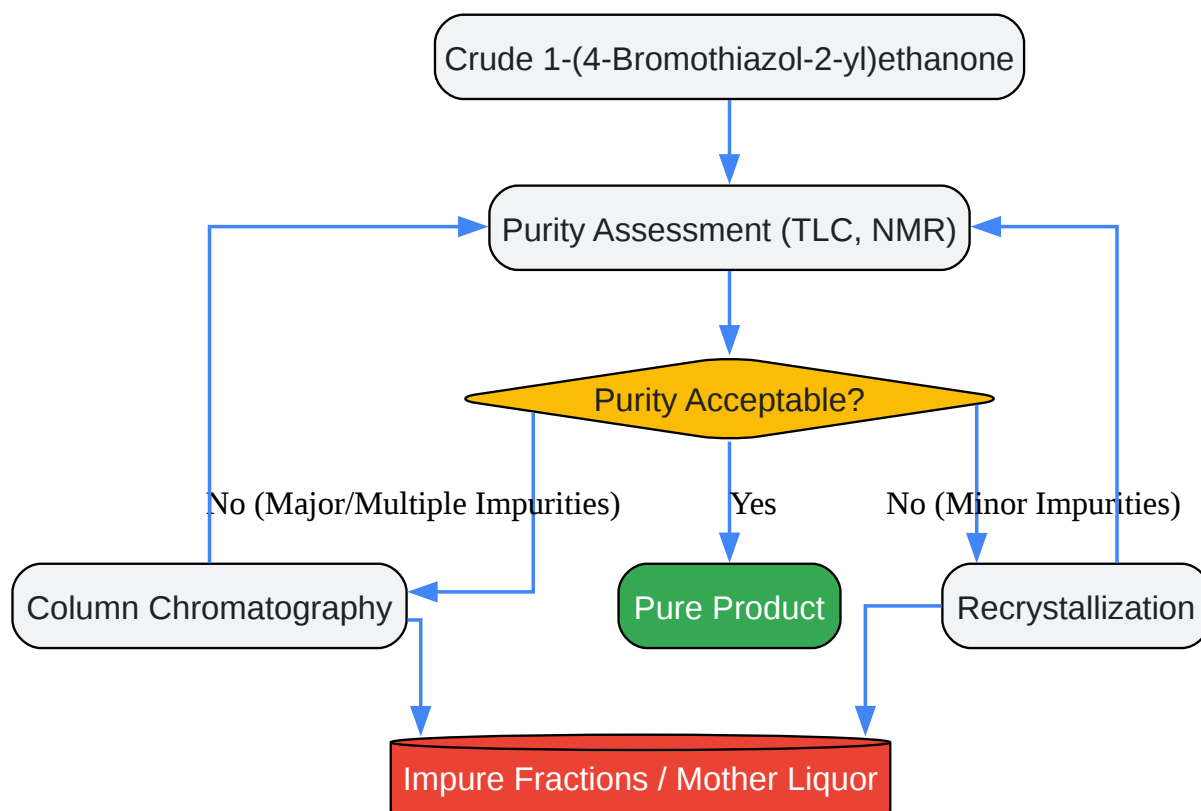 Crude 1-(4-Bromothiazol-2-yl)ethanone
Purity Assessment (TLC, NMR)
Purity Acceptable?
No (Major/Multiple Impurities)
Yes
No (Minor Impurities)
Column Chromatography
Pure Product
Recrystallization
Impure Fractions / Mother Liquor